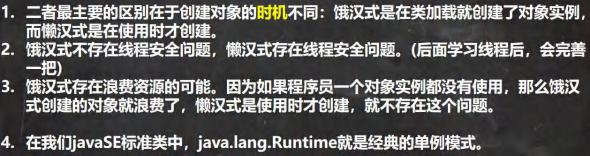 1. 二者最主要的区别在于创建对象的时机不同：饿汉式是在类加载就创建了对象实例，
而懒汉式是在使用时才创建。
2. 饿汉式不存在线程安全问题，懒汉式存在线程安全问题。(后面学习线程后，会完善
一把)
3. 饿汉式存在浪费资源的可能。因为如果程序员一个对象实例都没有使用，那么饿汉
式创建的对象就浪费了，懒汉式是使用时才创建，就不存在这个问题。
4. 在我们javaSE标准类中，java.lang.Runtime就是经典的单例模式。